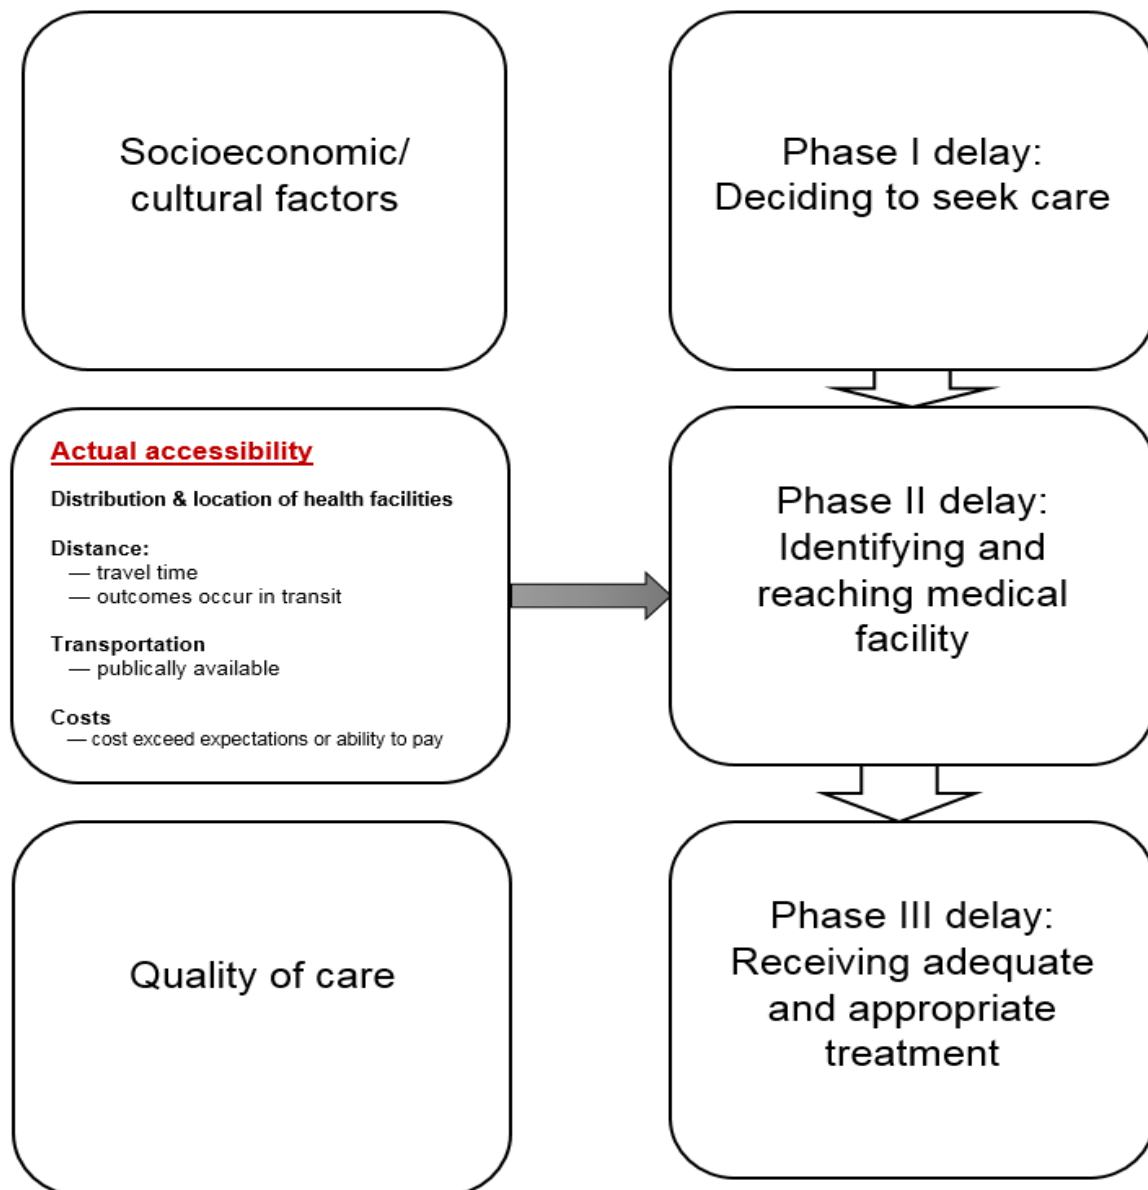 Socioeconomic/
cultural factors
Phase I delay:
Deciding to seek care
Actual accessibility
Distribution & location of health facilities
Distance:
— travel time
— outcomes occur in transit
Transportation
— publically available
Costs
— cost exceed expectations or ability to pay
Phase II delay:
Identifying and
reaching medical
facility
Quality of care
Phase III delay:
Receiving adequate
and appropriate
treatment